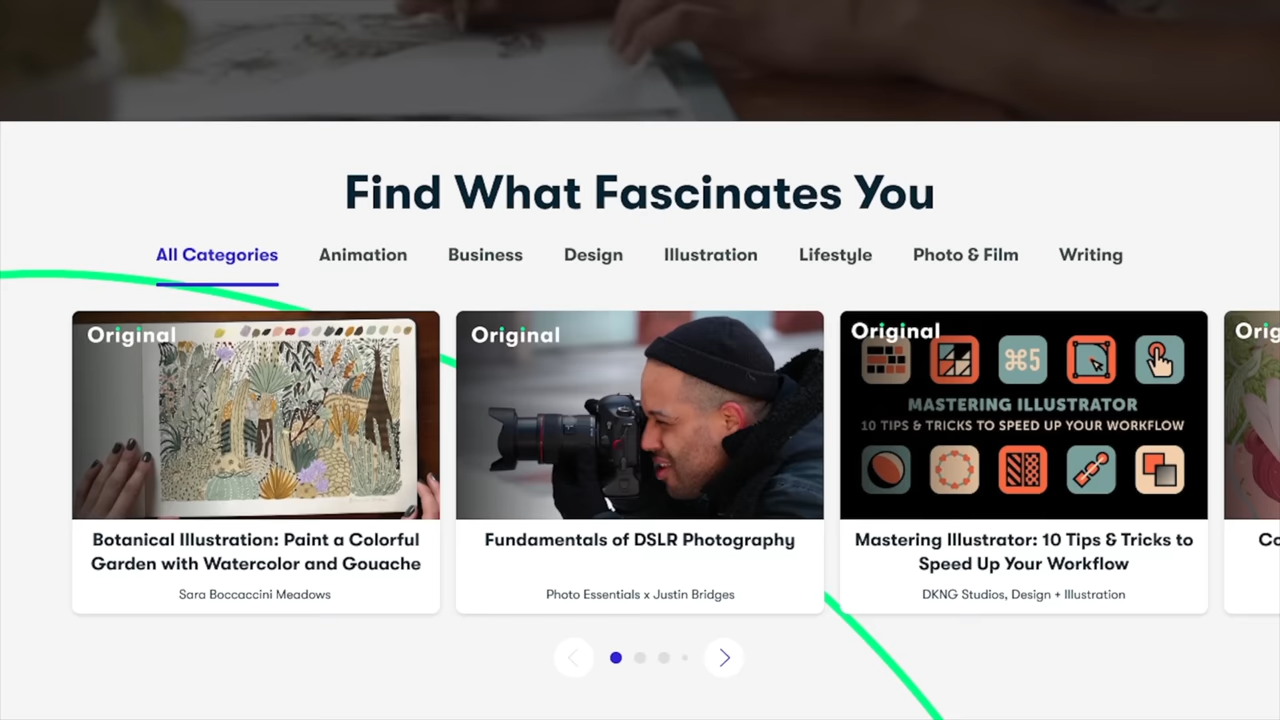 Find What Fascinates You
All Categories
Animation
Business
Design
Illustration
Lifestyle
Photo & Film
Writing
Original
Botanical Illustration: Paint a Colorful
Garden with Watercolor and Gouache
Sara Boccaccini Meadows
Original
Fundamentals of DSLR Photography
Photo Essentials x Justin Bridges
Original
⌘5
MASTERING ILLUSTRATOR
10 TIPS & TRICKS TO SPEED UP YOUR WORKFLOW
Mastering Illustrator: 10 Tips & Tricks to
Speed Up Your Workflow
DKNG Studios, Design + Illustration
Orig
Co